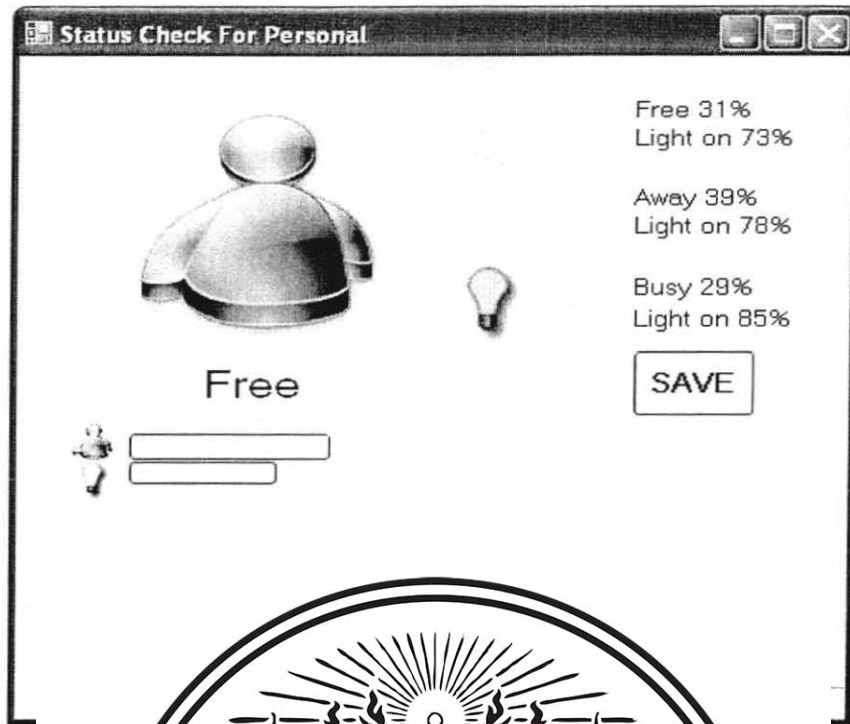 Status Check For Personal
Free 31%
Light on 73%
Away 39%
Light on 78%
Busy 29%
Light on 85%
SAVE
Free